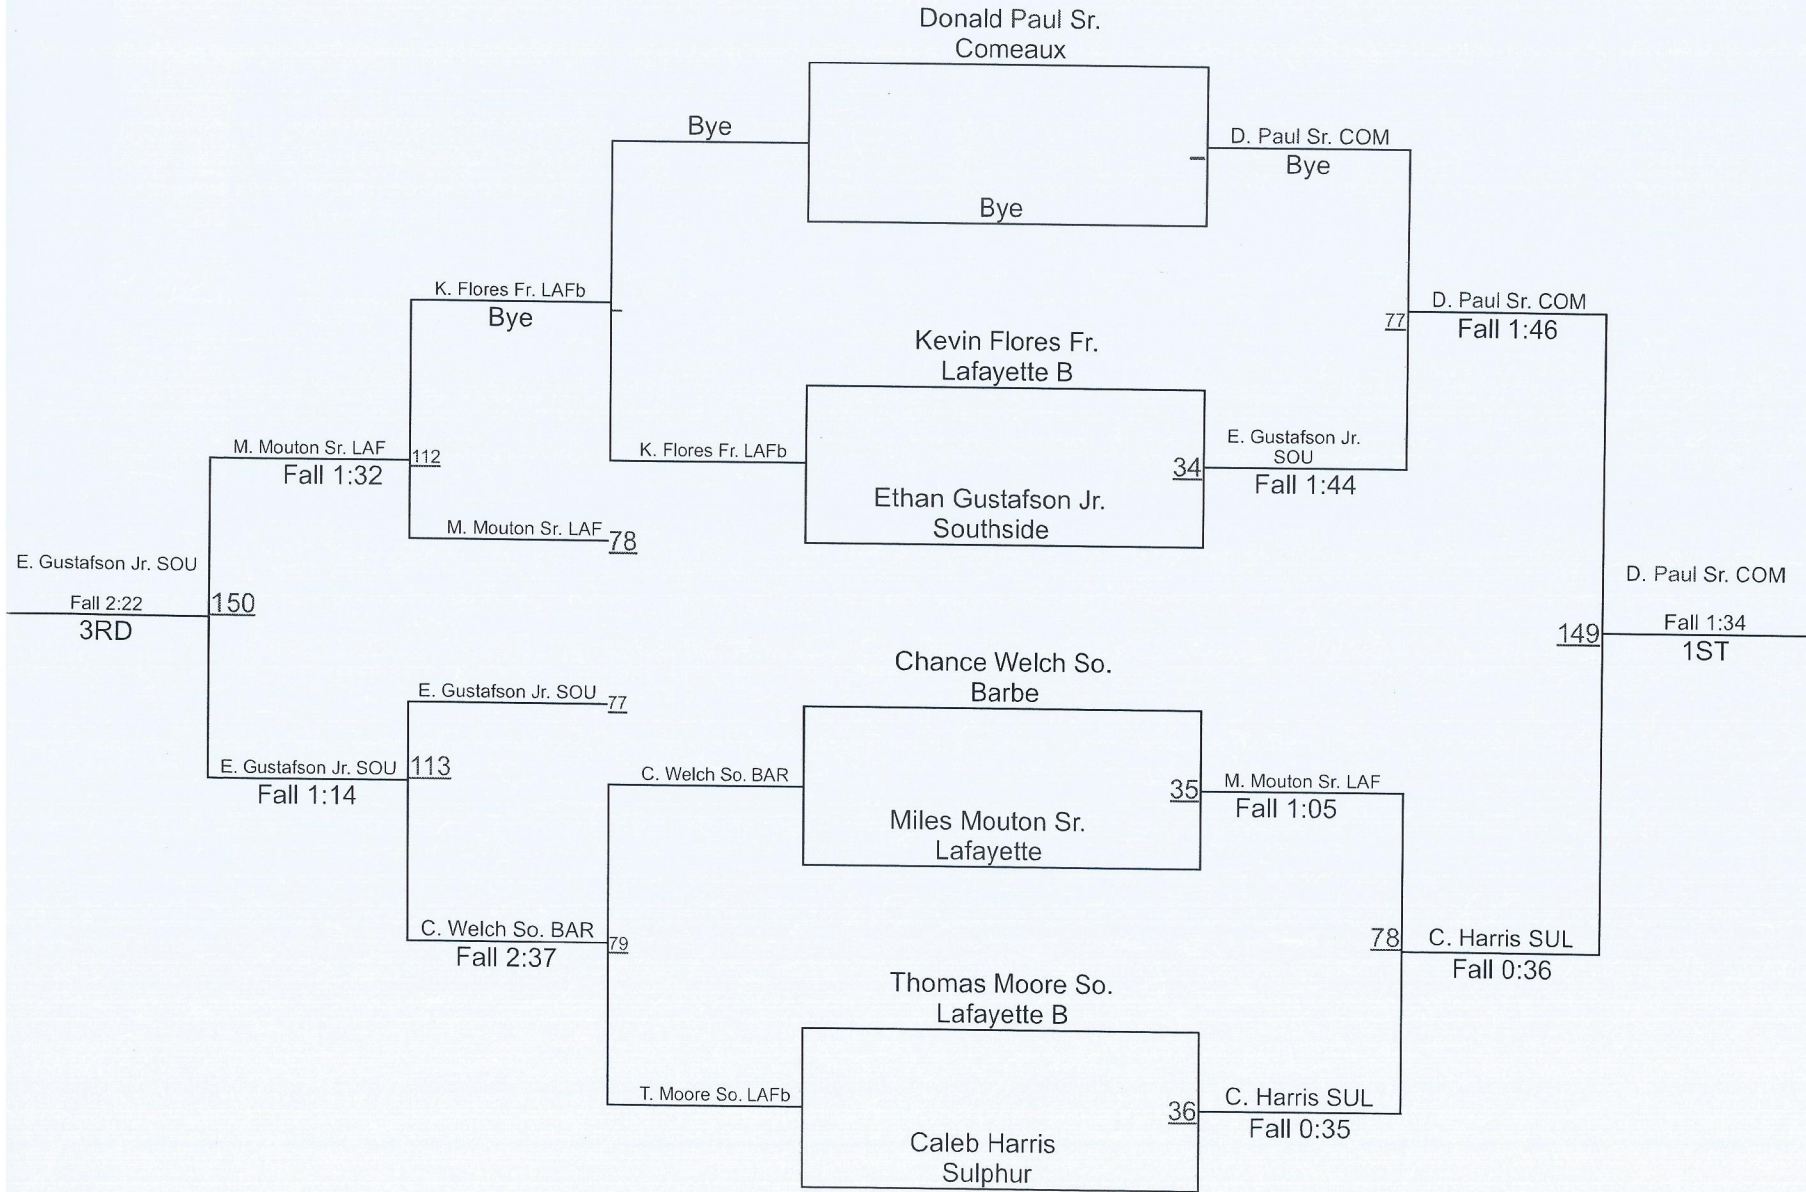 Donald Paul Sr.
Comeaux
Bye
D. Paul Sr. COM
Bye
Bye
K. Flores Fr. LAFb
Bye
D. Paul Sr. COM
77
Fall 1:46
Kevin Flores Fr.
Lafayette B
M. Mouton Sr. LAF
112
Fall 1:32
K. Flores Fr. LAFb
34
E. Gustafson Jr.
SOU
Fall 1:44
Ethan Gustafson Jr.
Southside
M. Mouton Sr. LAF
78
E. Gustafson Jr. SOU
150
Fall 2:22
3RD
D. Paul Sr. COM
149
Fall 1:34
1ST
Chance Welch So.
Barbe
E. Gustafson Jr. SOU
77
E. Gustafson Jr. SOU
113
Fall 1:14
C. Welch So. BAR
35
M. Mouton Sr. LAF
Fall 1:05
Miles Mouton Sr.
Lafayette
C. Welch So. BAR
79
Fall 2:37
78
C. Harris SUL
Fall 0:36
Thomas Moore So.
Lafayette B
T. Moore So. LAFb
36
C. Harris SUL
Fall 0:35
Caleb Harris
Sulphur